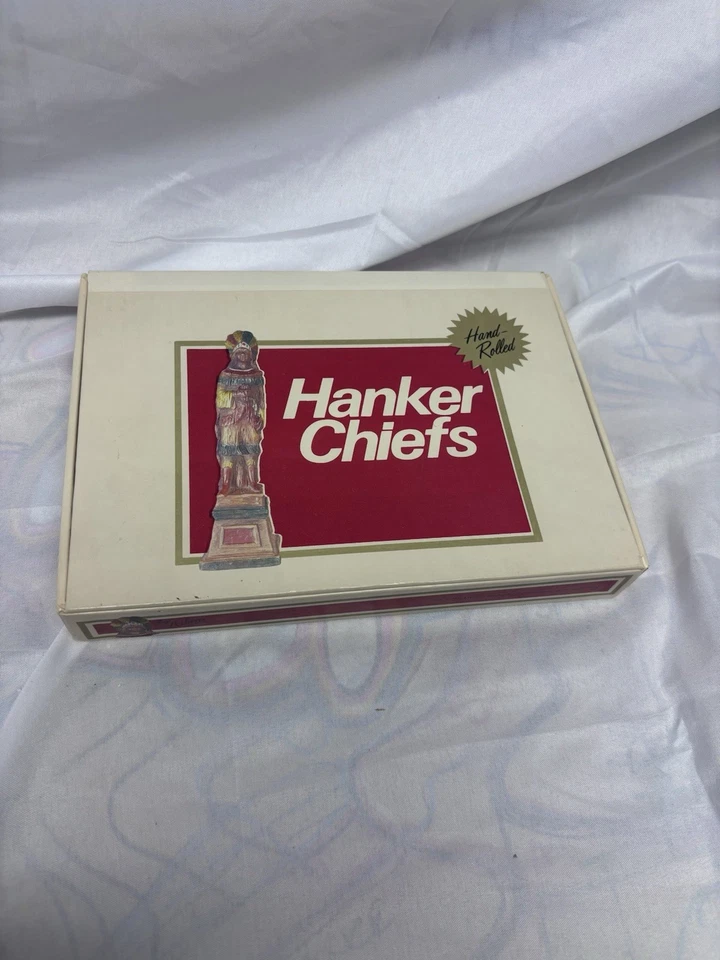 Hand-
Rolled
Hanker
Chiefs